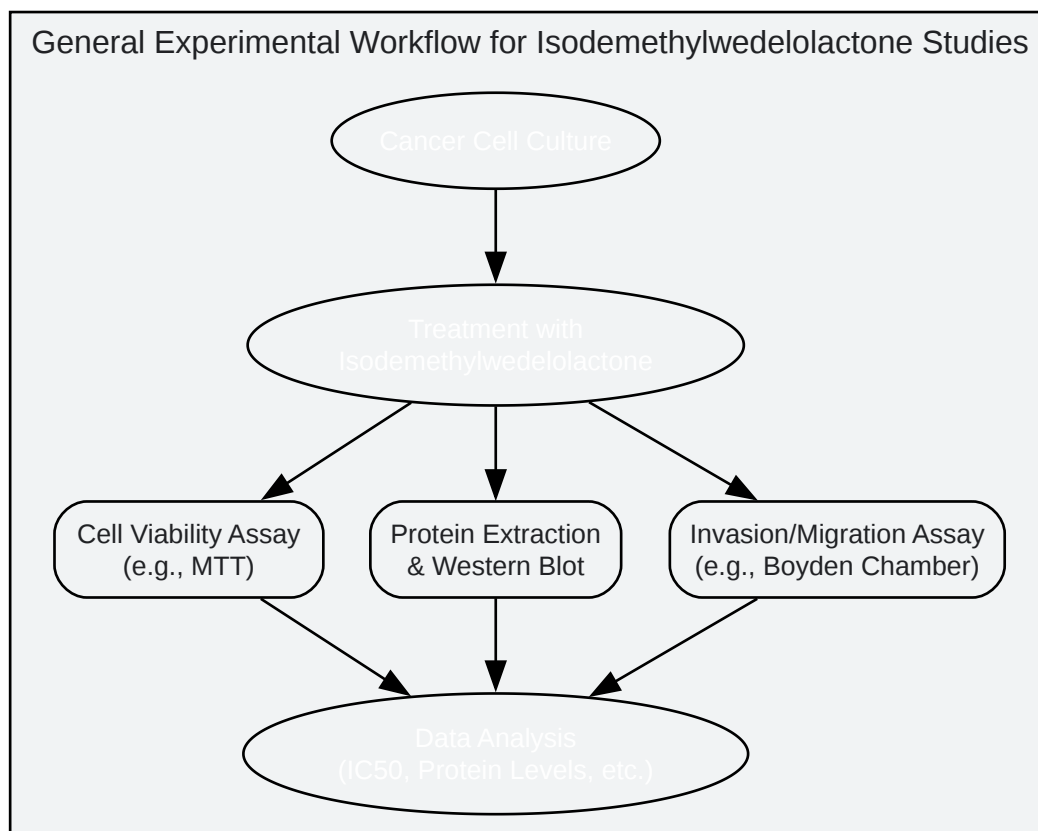 General Experimental Workflow for Isodemethylwedelolactone Studies
Cancer Cell Culture
Treatment with
Isodemethylwedelolactone
Cell Viability Assay
(e.g., MTT)
Protein Extraction
& Western Blot
Invasion/Migration Assay
(e.g., Boyden Chamber)
Data Analysis
(IC50, Protein Levels, etc.)